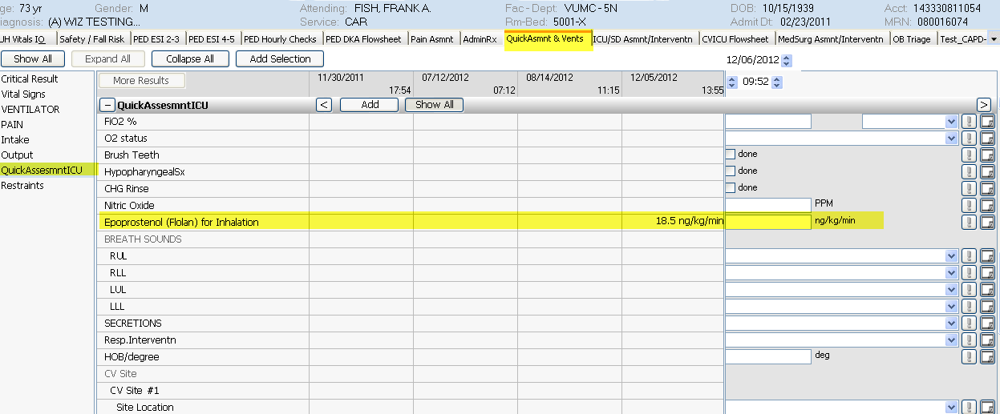 ge: 73 yr Gender: M Attending: FISH, FRANK A. Fac - Dept: VUMC - 5N DOB: 10/15/1939 Acct: 143330811054
iagnosis: (A) WIZ TESTING... Service: CAR Rm-Bed: 5001-X Admit Dt: 02/23/2011 MRN: 080016074
JH Vitals IO Safety / Fall Risk PED ESI 2-3 PED ESI 4-5 PED Hourly Checks PED DKA Flowsheet Pain Asmnt AdminRx QuickAsmnt & Vents ICU/SD Asmnt/Interventn CVICU Flowsheet MedSurg Asmnt/Interventn OB Triage Test_CAPD-
Show All Expand All Collapse All Add Selection 12/06/2012
Critical Result
Vital Signs
VENTILATOR
PAIN
Intake
Output
QuickAssesmntICU
Restraints
More Results 11/30/2011 07/12/2012 08/14/2012 12/05/2012 09:52
17:54 07:12 11:15 13:55
− QuickAssesmntICU < Add Show All >
FiO2 %
O2 status
Brush Teeth done
HypopharyngealSx done
CHG Rinse done
Nitric Oxide PPM
Epoprostenol (Flolan) for Inhalation 18.5 ng/kg/min ng/kg/min
BREATH SOUNDS
RUL
RLL
LUL
LLL
SECRETIONS
Resp.Interventn
HOB/degree deg
CV Site
CV Site #1
Site Location